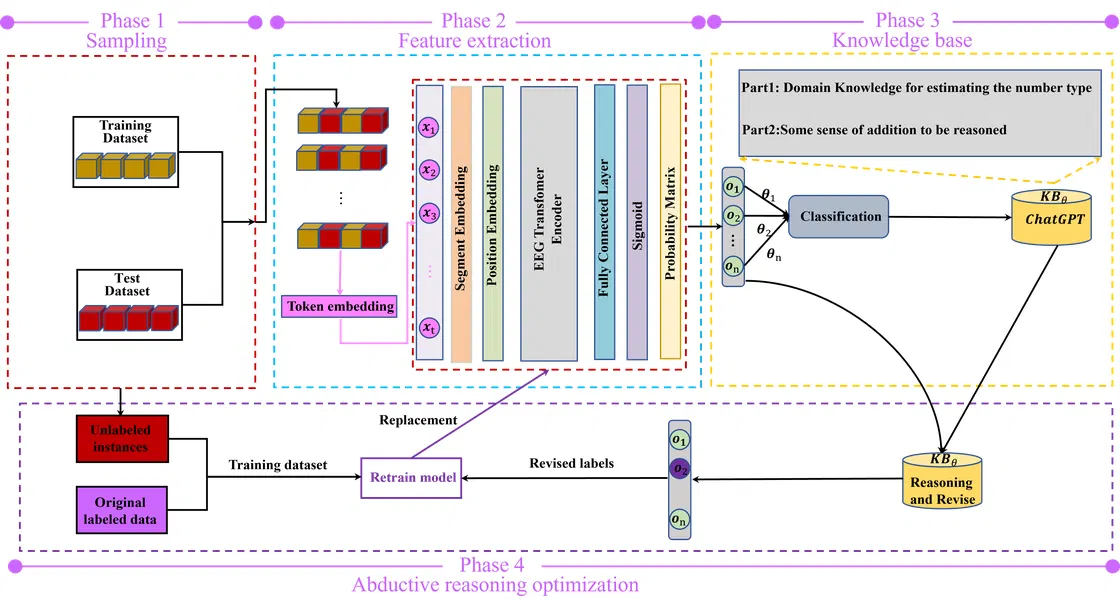 Phase 1
Sampling
Phase 2
Feature extraction
Phase 3
Knowledge base
Training
Dataset
Test
Dataset
⋮
Token embedding
x1
x2
x3
⋮
xt
Segment Embedding
Position Embedding
EEG Transfomer
Encoder
Fully Connected Layer
Sigmoid
Probability Matrix
Part1: Domain Knowledge for estimating the number type
Part2:Some sense of addition to be reasoned
o1
o2
...
on
θ1
θ2
θn
Classification
KBθ
ChatGPT
Unlabeled
instances
Original
labeled data
Training dataset
Replacement
Retrain model
Revised labels
o1
o2
on
KBθ
Reasoning
and Revise
Phase 4
Abductive reasoning optimization